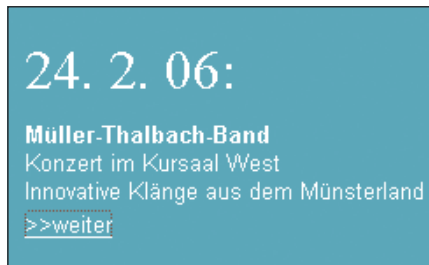 24. 2. 06:
Müller-Thalbach-Band
Konzert im Kursaal West
Innovative Klänge aus dem Münsterland
>>weiter